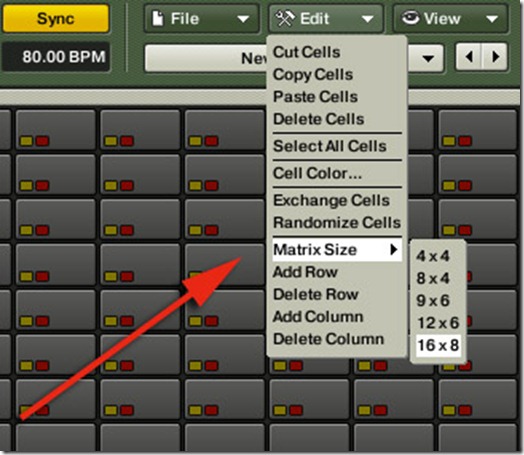 Sync File Edit View
80.00 BPM Nev
Cut Cells
Copy Cells
Paste Cells
Delete Cells
Select All Cells
Cell Color...
Exchange Cells
Randomize Cells
Matrix Size
4 x 4
Add Row
8 x 4
Delete Row
9 x 6
Add Column
12 x 6
Delete Column
16 x 8